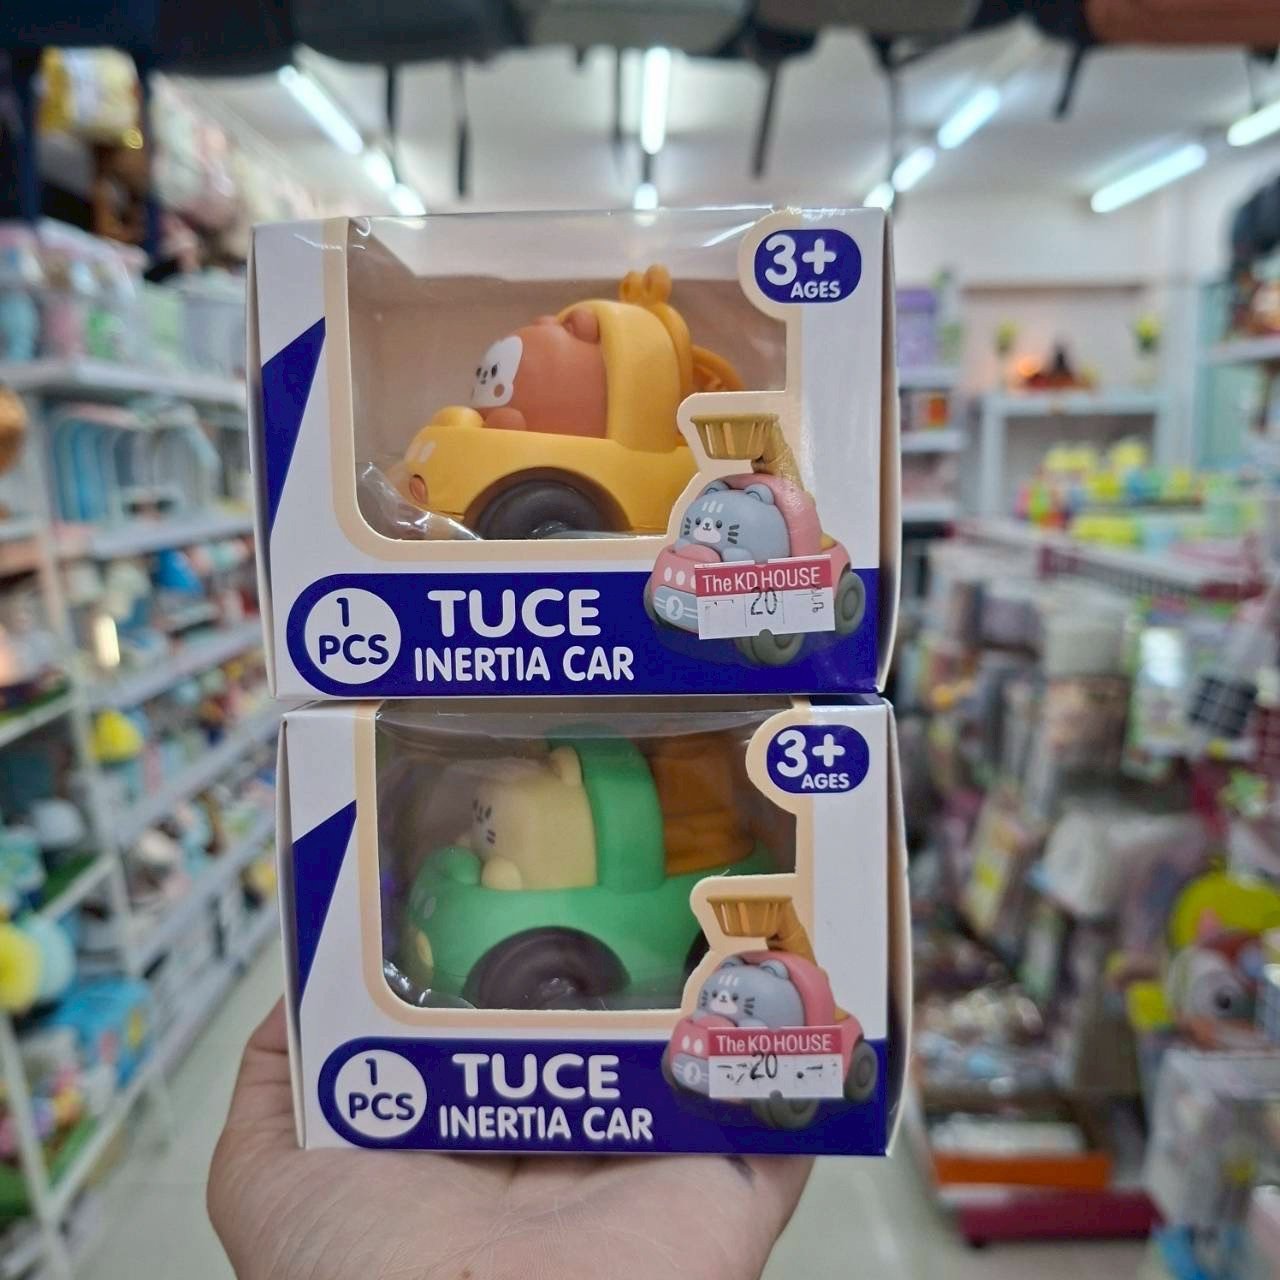 3+
AGES
The KD HOUSE
20
1
PCS
TUCE
INERTIA CAR
3+
AGES
The KD HOUSE
20
1
PCS
TUCE
INERTIA CAR